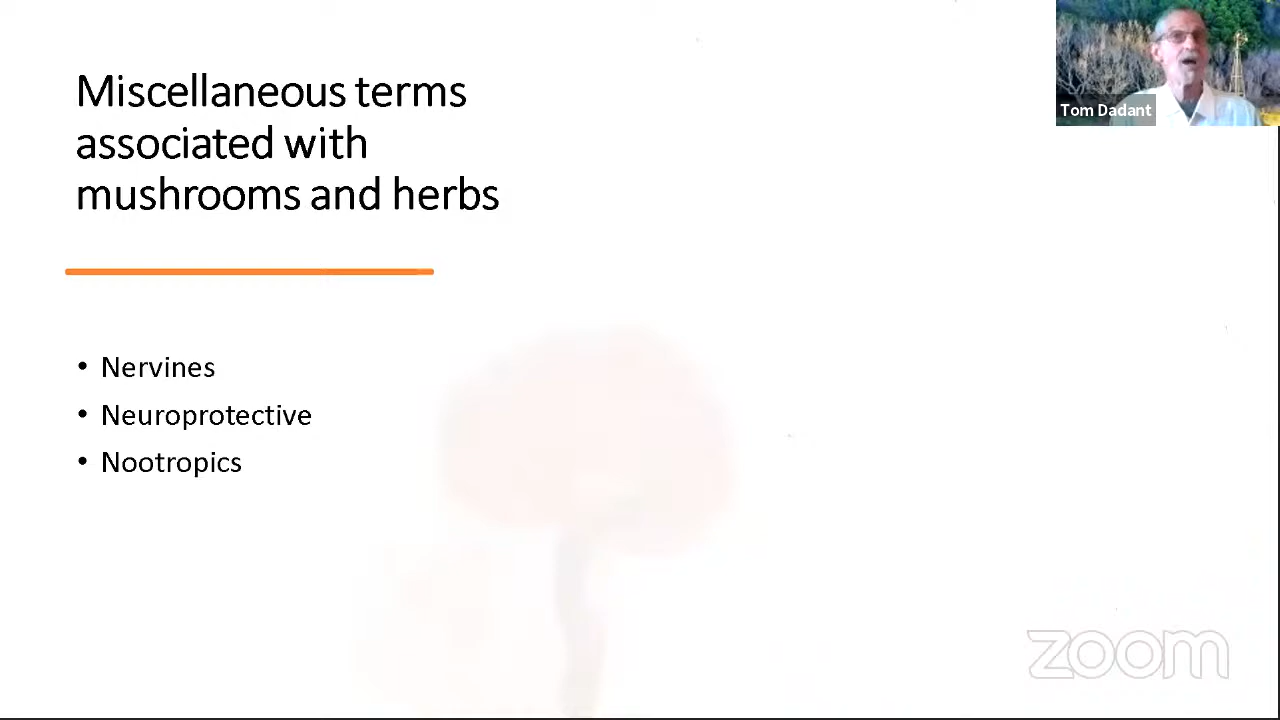 Miscellaneous terms
associated with
mushrooms and herbs
• Nervines
• Neuroprotective
• Nootropics
Tom Dadant
zoom